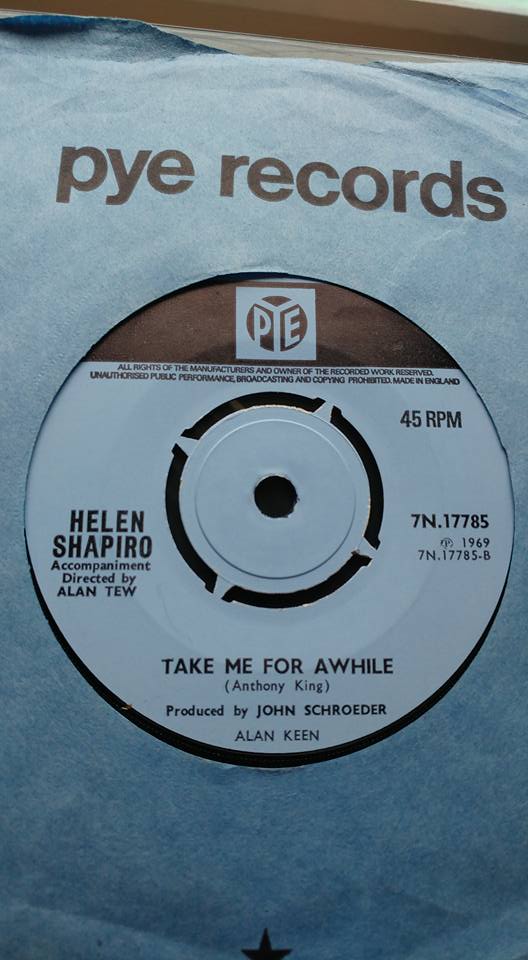 pye records
PYE
ALL RIGHTS OF THE MANUFACTURERS AND OWNER OF THE RECORDED WORK RESERVED.
UNAUTHORISED PUBLIC PERFORMANCE, BROADCASTING AND COPYING PROHIBITED. MADE IN ENGLAND
45 RPM
HELEN
SHAPIRO
Accompaniment
Directed by
ALAN TEW
7N.17785
Ⓟ 1969
7N.17785-B
TAKE ME FOR AWHILE
(Anthony King)
Produced by JOHN SCHROEDER
ALAN KEEN